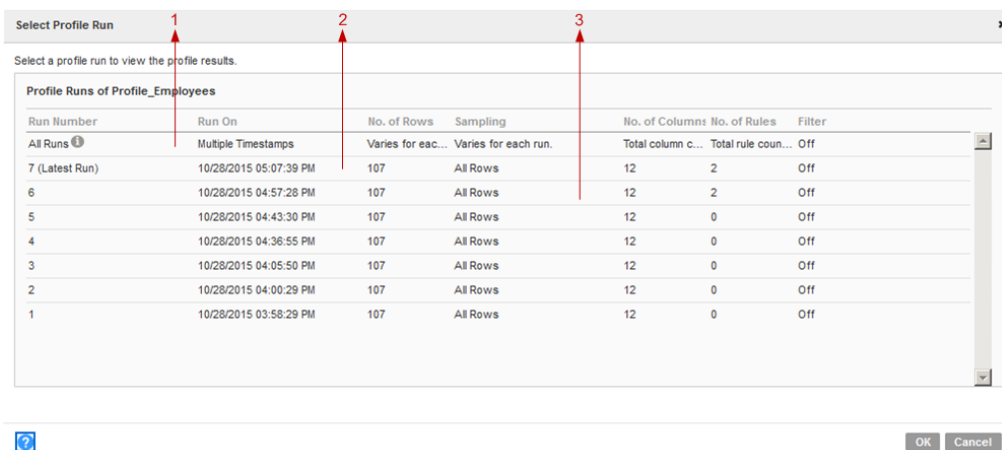 Select Profile Run 1 2 3
Select a profile run to view the profile results.
Profile Runs of Profile_Employees
Run Number Run On No. of Rows Sampling No. of Columns No. of Rules Filter
All Runs Multiple Timestamps Varies for eac... Varies for each run. Total column c... Total rule coun... Off
7 (Latest Run) 10/28/2015 05:07:39 PM 107 All Rows 12 2 Off
6 10/28/2015 04:57:28 PM 107 All Rows 12 2 Off
5 10/28/2015 04:43:30 PM 107 All Rows 12 0 Off
4 10/28/2015 04:36:55 PM 107 All Rows 12 0 Off
3 10/28/2015 04:05:50 PM 107 All Rows 12 0 Off
2 10/28/2015 04:00:29 PM 107 All Rows 12 0 Off
1 10/28/2015 03:58:29 PM 107 All Rows 12 0 Off
? OK Cancel